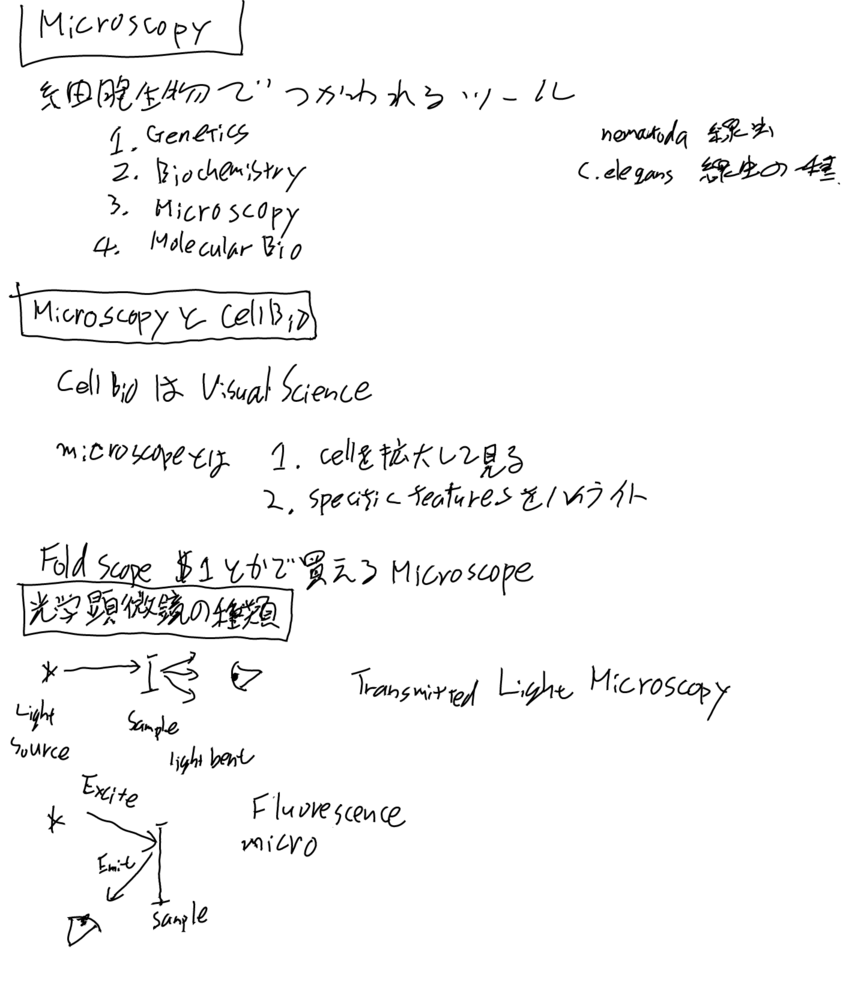 Microscopy
細胞生物で つかわれる ツール
1. Genetics
2. Biochemistry
3. Microscopy
4. Molecular Bio
nematoda 線虫
C.elegans 線虫の一種
Microscopyと CellBio
Cell Bioは Visual Science
microscopeとは 1. cellを拡大して見る
2. specific featuresをハイライト
Fold Scope $1とかで買える Microscope
光学顕微鏡の種類
Light
Source
Sample
light bent
Transmitted Light Microscopy
Excite
Emit
Sample
Fluorescence
micro